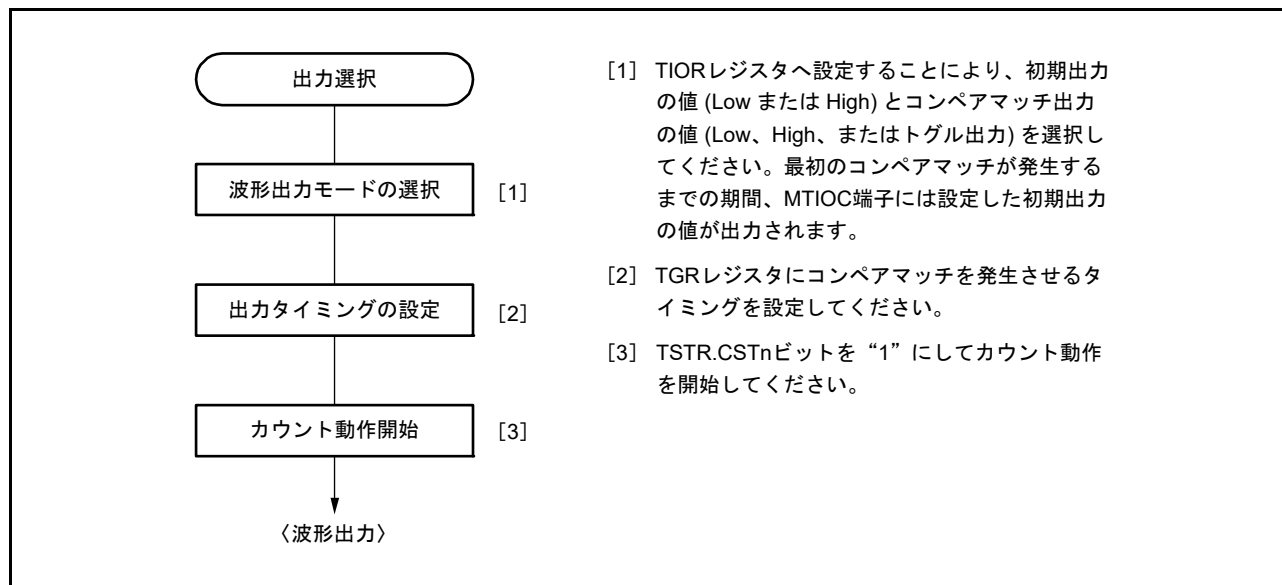 出力選択
波形出力モードの選択 [1]
出力タイミングの設定 [2]
カウント動作開始 [3]
〈波形出力〉
[1] TIORレジスタへ設定することにより、初期出力
の値 (Low または High) とコンペアマッチ出力
の値 (Low、High、またはトグル出力) を選択し
てください。最初のコンペアマッチが発生する
までの期間、MTIOC端子には設定した初期出力
の値が出力されます。
[2] TGRレジスタにコンペアマッチを発生させるタ
イミングを設定してください。
[3] TSTR.CSTnビットを“1”にしてカウント動作
を開始してください。